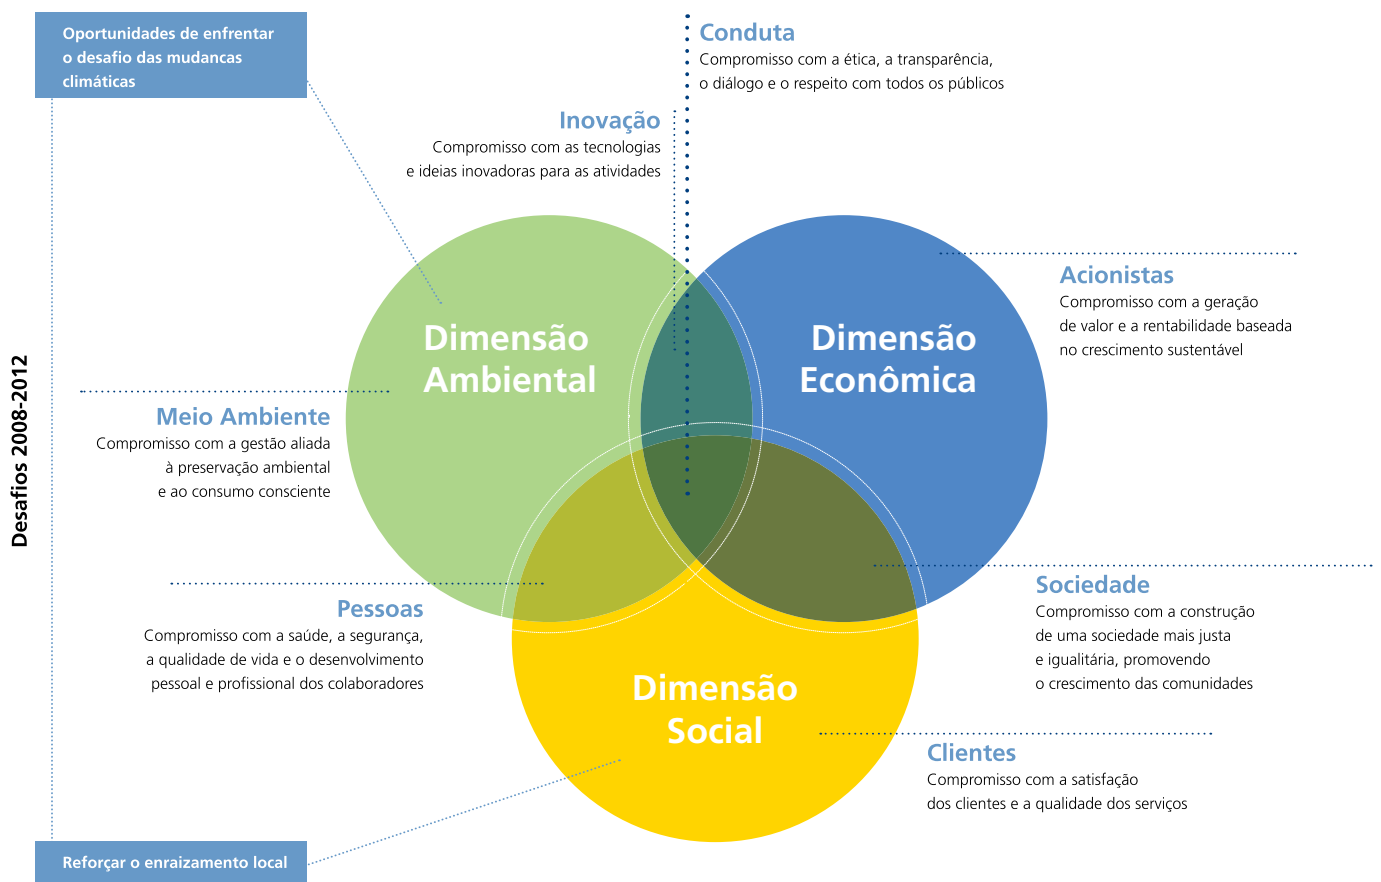 Oportunidades de enfrentar
o desafio das mudancas
climáticas
Conduta
Compromisso com a ética, a transparência,
o diálogo e o respeito com todos os públicos
Inovação
Compromisso com as tecnologias
e ideias inovadoras para as atividades
Dimensão
Ambiental
Dimensão
Econômica
Acionistas
Compromisso com a geração
de valor e a rentabilidade baseada
no crescimento sustentável
Desafios 2008-2012
Meio Ambiente
Compromisso com a gestão aliada
à preservação ambiental
e ao consumo consciente
Pessoas
Compromisso com a saúde, a segurança,
a qualidade de vida e o desenvolvimento
pessoal e profissional dos colaboradores
Sociedade
Compromisso com a construção
de uma sociedade mais justa
e igualitária, promovendo
o crescimento das comunidades
Dimensão
Social
Clientes
Compromisso com a satisfação
dos clientes e a qualidade dos serviços
Reforçar o enraizamento local